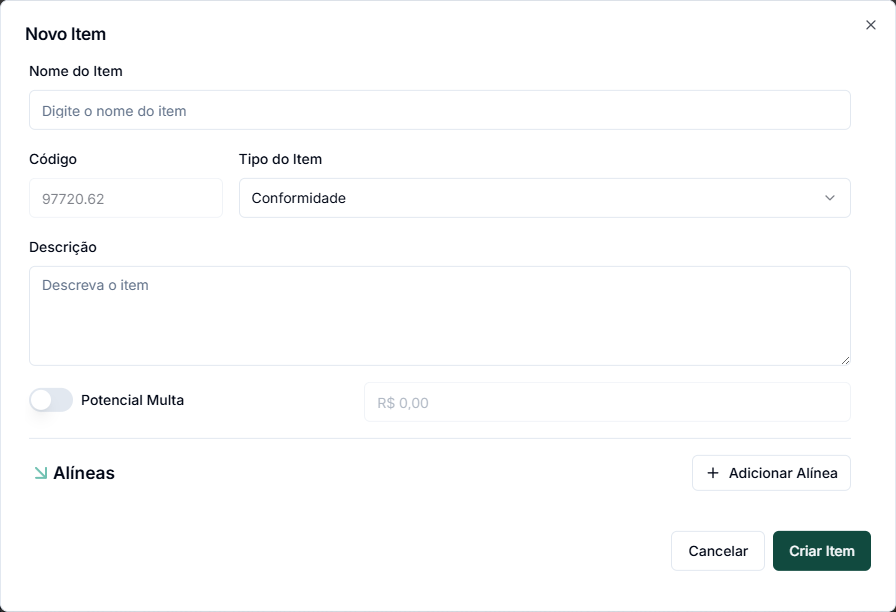 Novo Item
Nome do Item
Digite o nome do item
Código
Tipo do Item
97720.62
Conformidade
Descrição
Descreva o item
Potencial Multa
R$ 0,00
Alíneas
Adicionar Alínea
Cancelar
Criar Item